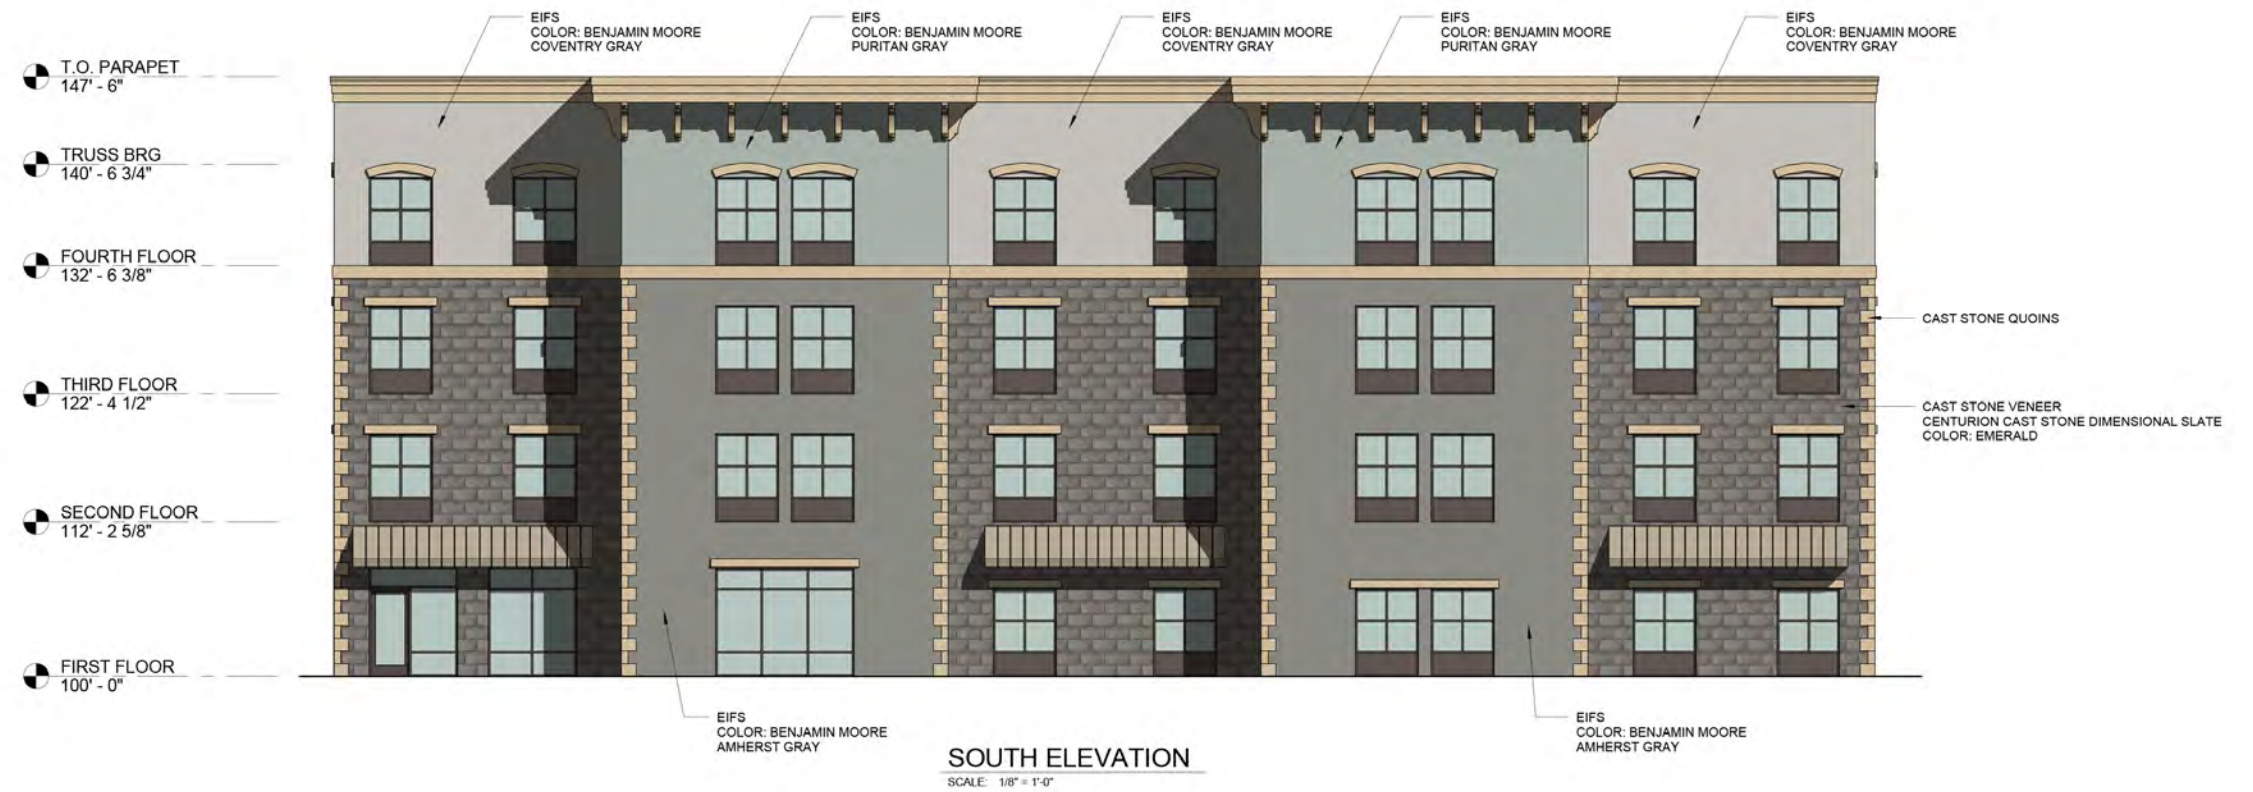 EIFS
COLOR: BENJAMIN MOORE
COVENTRY GRAY
EIFS
COLOR: BENJAMIN MOORE
PURITAN GRAY
EIFS
COLOR: BENJAMIN MOORE
COVENTRY GRAY
EIFS
COLOR: BENJAMIN MOORE
PURITAN GRAY
EIFS
COLOR: BENJAMIN MOORE
COVENTRY GRAY
T.O. PARAPET
147' - 6"
TRUSS BRG
140' - 6 3/4"
FOURTH FLOOR
132' - 6 3/8"
THIRD FLOOR
122' - 4 1/2"
SECOND FLOOR
112' - 2 5/8"
FIRST FLOOR
100' - 0"
CAST STONE QUOINS
CAST STONE VENEER
CENTURION CAST STONE DIMENSIONAL SLATE
COLOR: EMERALD
EIFS
COLOR: BENJAMIN MOORE
AMHERST GRAY
EIFS
COLOR: BENJAMIN MOORE
AMHERST GRAY
SOUTH ELEVATION
SCALE: 1/8" = 1'-0"